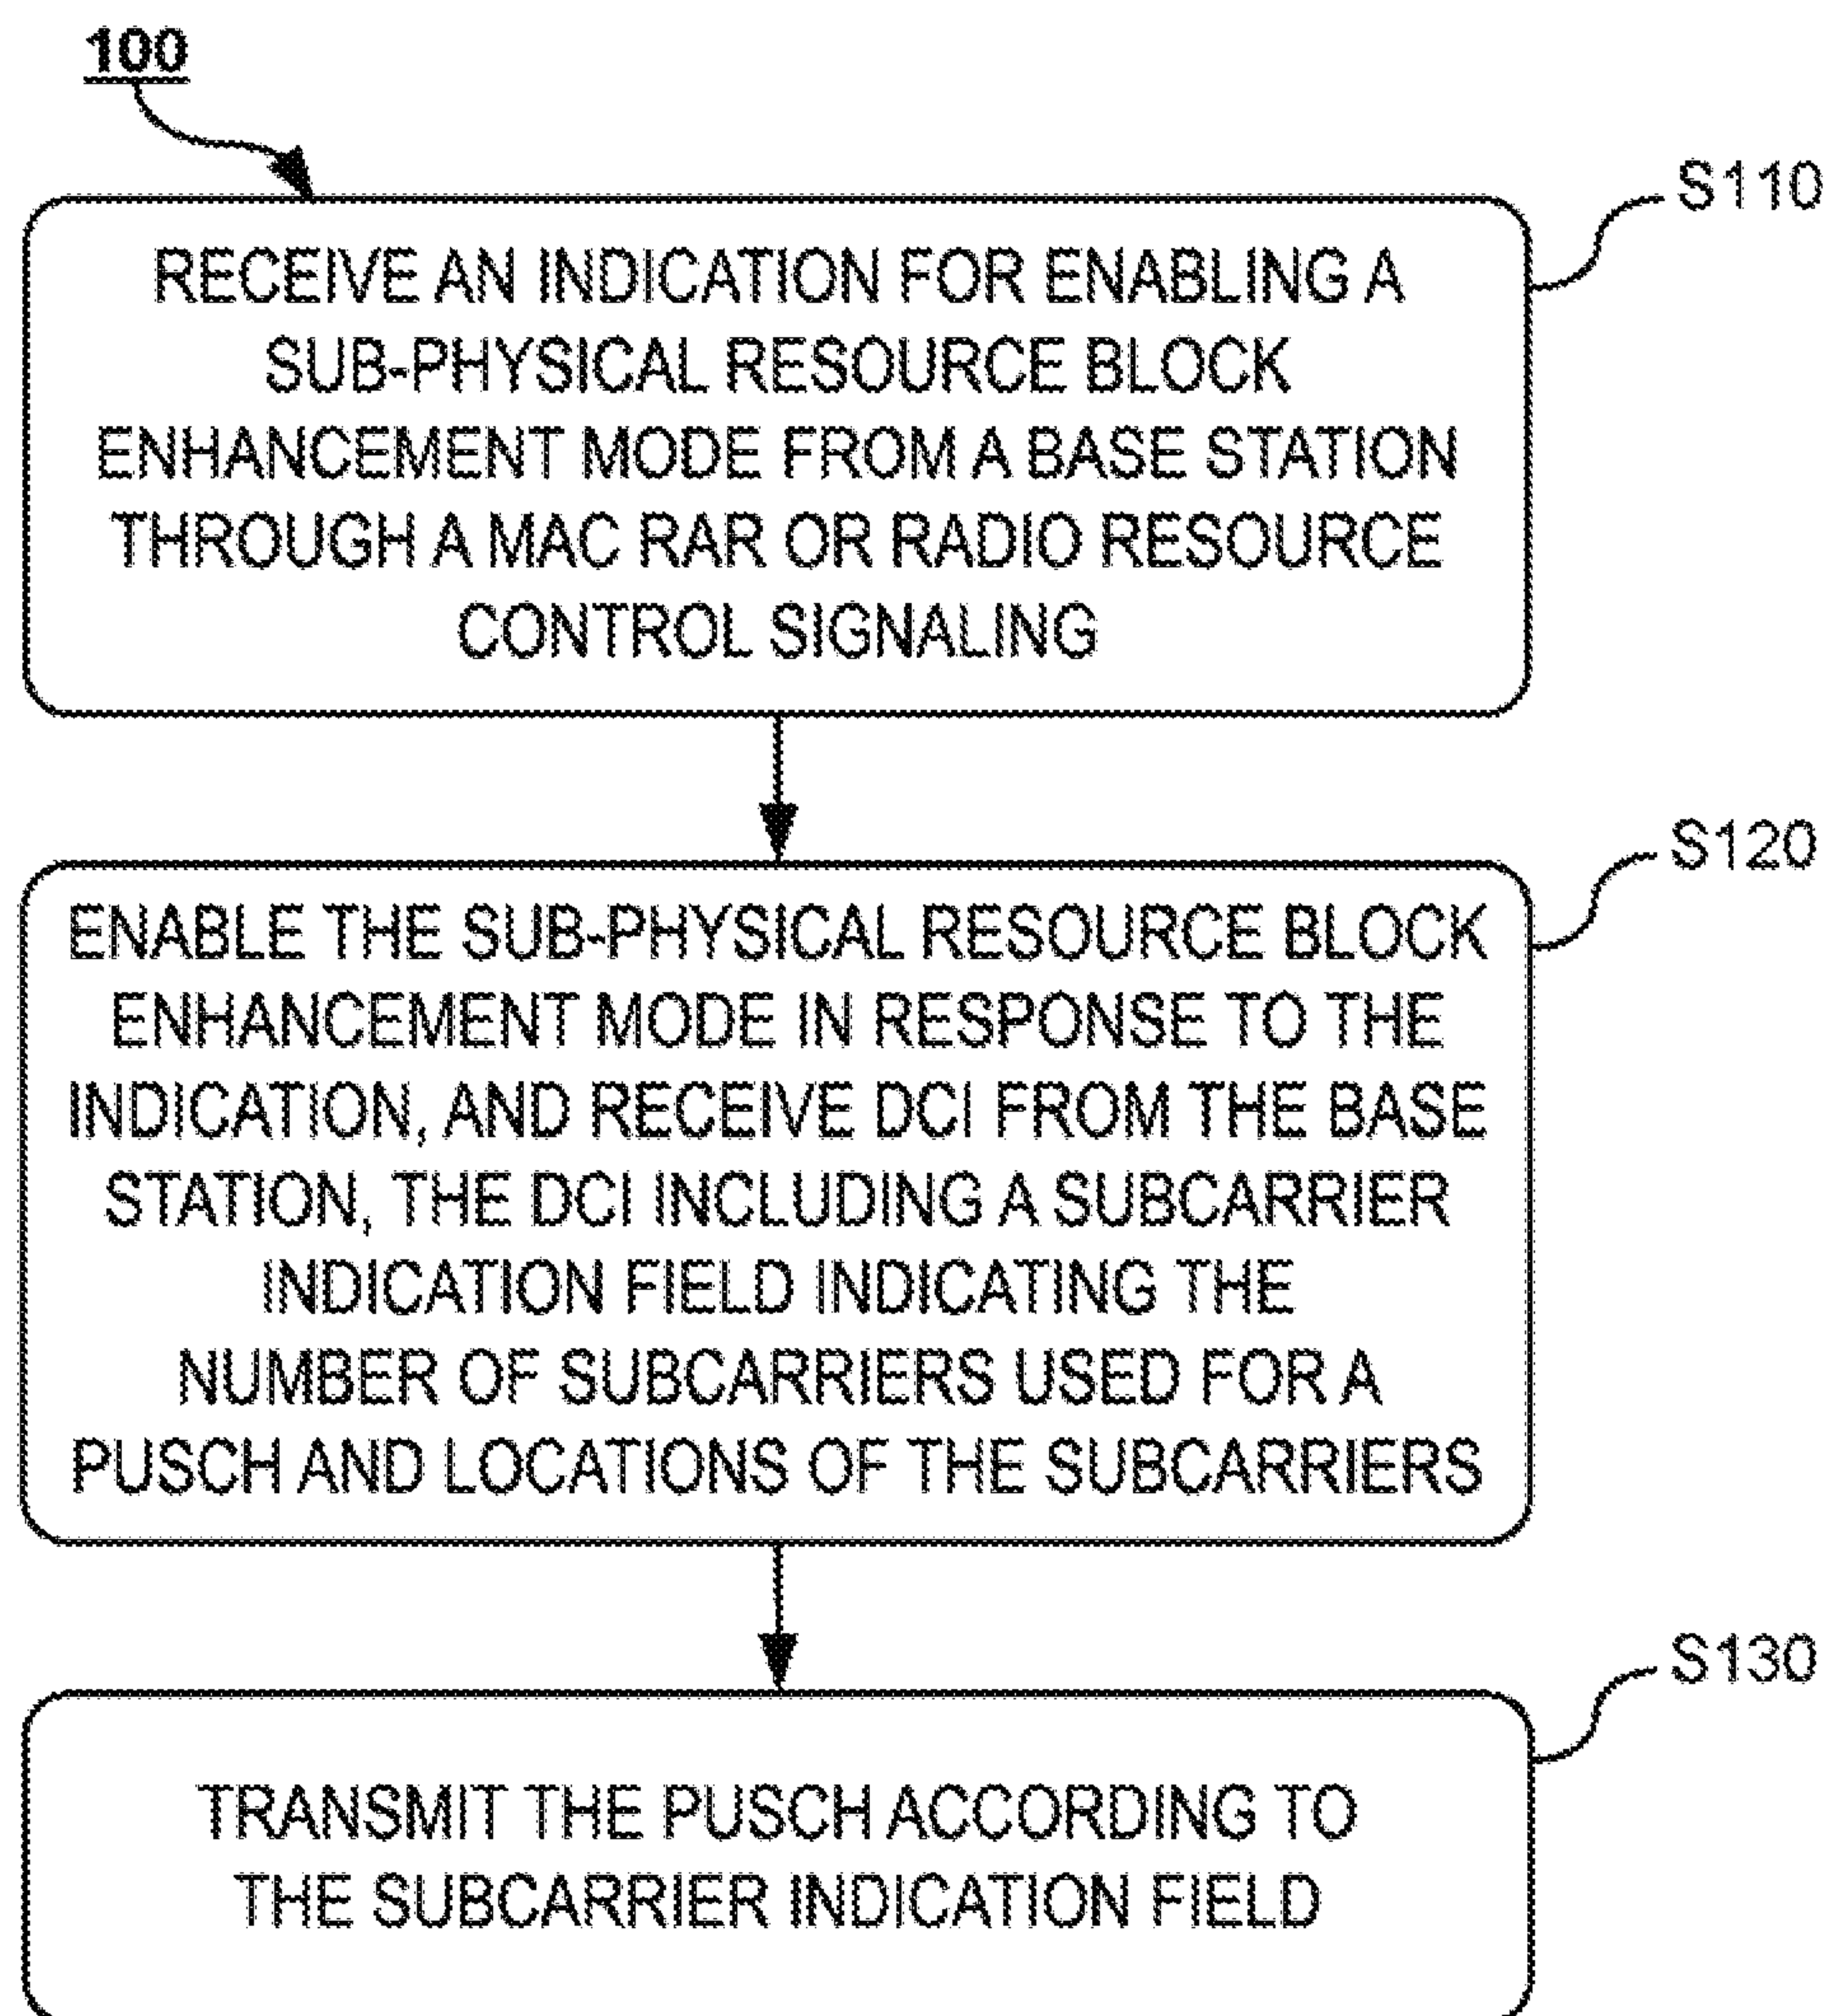 100
S110
RECEIVE AN INDICATION FOR ENABLING A
SUB-PHYSICAL RESOURCE BLOCK
ENHANCEMENT MODE FROM A BASE STATION
THROUGH A MAC RAR OR RADIO RESOURCE
CONTROL SIGNALING
S120
ENABLE THE SUB-PHYSICAL RESOURCE BLOCK
ENHANCEMENT MODE IN RESPONSE TO THE
INDICATION, AND RECEIVE DCI FROM THE BASE
STATION, THE DCI INCLUDING A SUBCARRIER
INDICATION FIELD INDICATING THE
NUMBER OF SUBCARRIERS USED FOR A
PUSCH AND LOCATIONS OF THE SUBCARRIERS
S130
TRANSMIT THE PUSCH ACCORDING TO
THE SUBCARRIER INDICATION FIELD